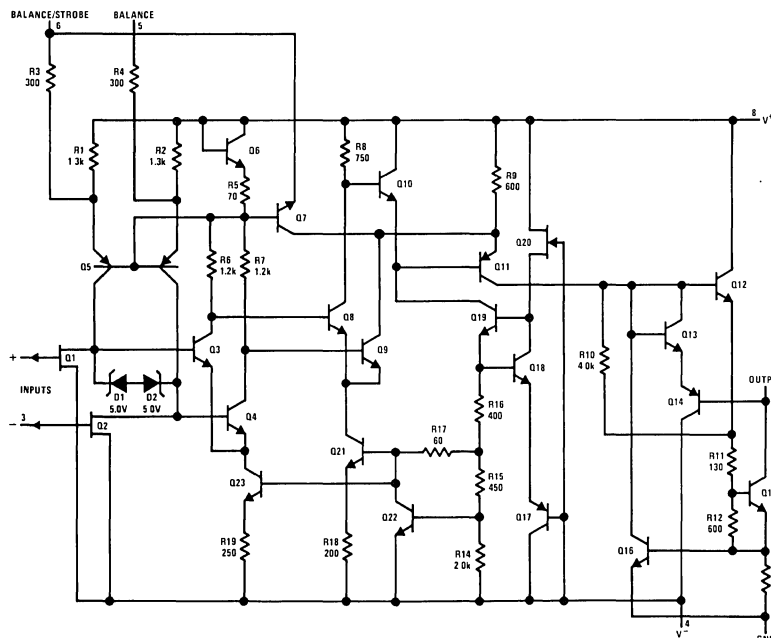 BALANCE/STROBE BALANCE
6 5
R3 300
R4 300
8 V+
R1 1.3k
R2 1.3k
Q6
R8 750
R5 70
Q10
R9 600
Q7
Q20
Q5
R6 1.2k
R7 1.2k
Q11
Q12
Q8
Q19
Q3
Q9
Q18
Q13
R10 4.0k
+
Q1
INPUTS
D1 5.0V
D2 5.0V
Q14
3
-
Q2
Q4
R16 400
R17 60
R11 130
Q21
R15 450
Q23
R12 600
Q22
Q17
Q16
R19 250
R18 200
R14 2.0k
4
V-